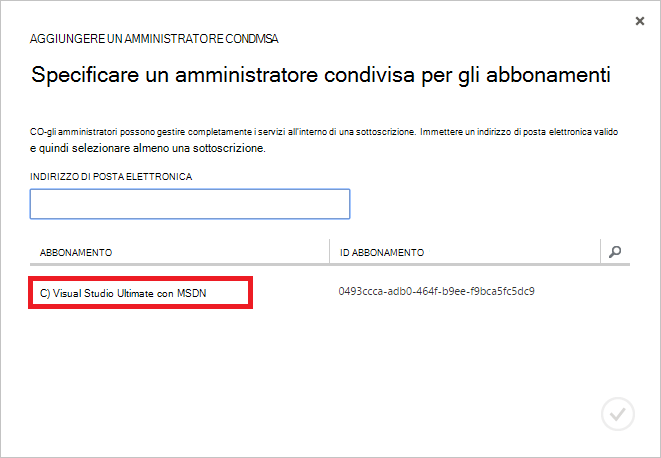 AGGIUNGERE UN AMMINISTRATORE CONDMSA
Specificare un amministratore condivisa per gli abbonamenti
CO-gli amministratori possono gestire completamente i servizi all'interno di una sottoscrizione. Immettere un indirizzo di posta elettronica valido
e quindi selezionare almeno una sottoscrizione.
INDIRIZZO DI POSTA ELETTRONICA
ABBONAMENTO ID ABBONAMENTO
C) Visual Studio Ultimate con MSDN 0493ccca-adb0-464f-b9ee-f9bca5fc5dc9